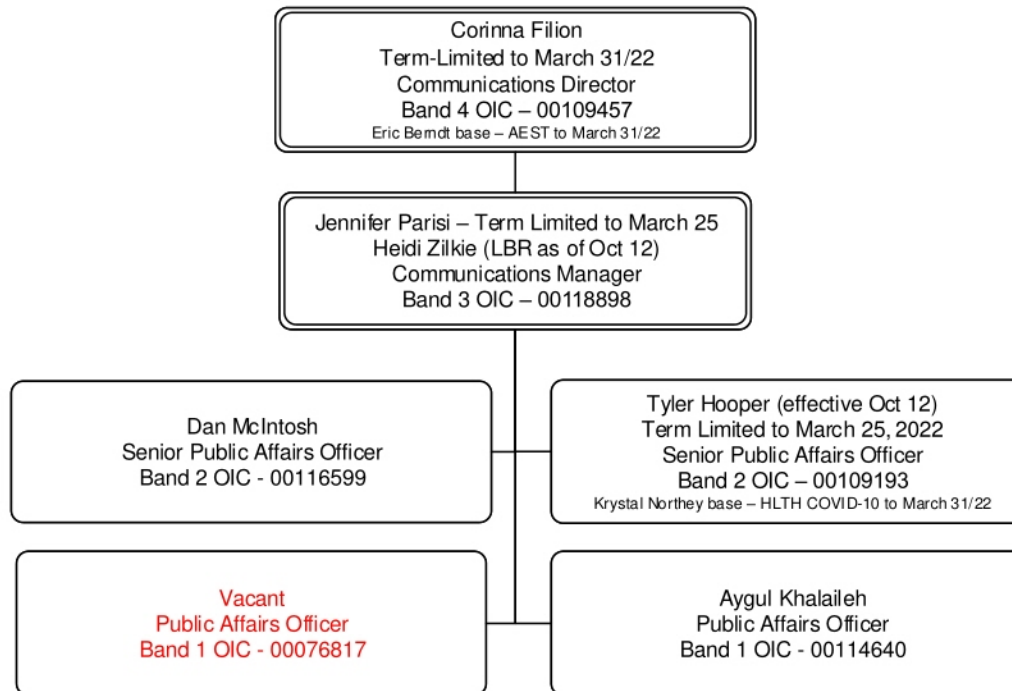 Corinna Filion
Term-Limited to March 31/22
Communications Director
Band 4 OIC – 00109457
Eric Berndt base – AEST to March 31/22
Jennifer Parisi – Term Limited to March 25
Heidi Zilkie (LBR as of Oct 12)
Communications Manager
Band 3 OIC – 00118898
Dan McIntosh
Senior Public Affairs Officer
Band 2 OIC - 00116599
Tyler Hooper (effective Oct 12)
Term Limited to March 25, 2022
Senior Public Affairs Officer
Band 2 OIC – 00109193
Krystal Northey base – HLTH COVID-10 to March 31/22
Vacant
Public Affairs Officer
Band 1 OIC - 00076817
Aygul Khalaileh
Public Affairs Officer
Band 1 OIC - 00114640